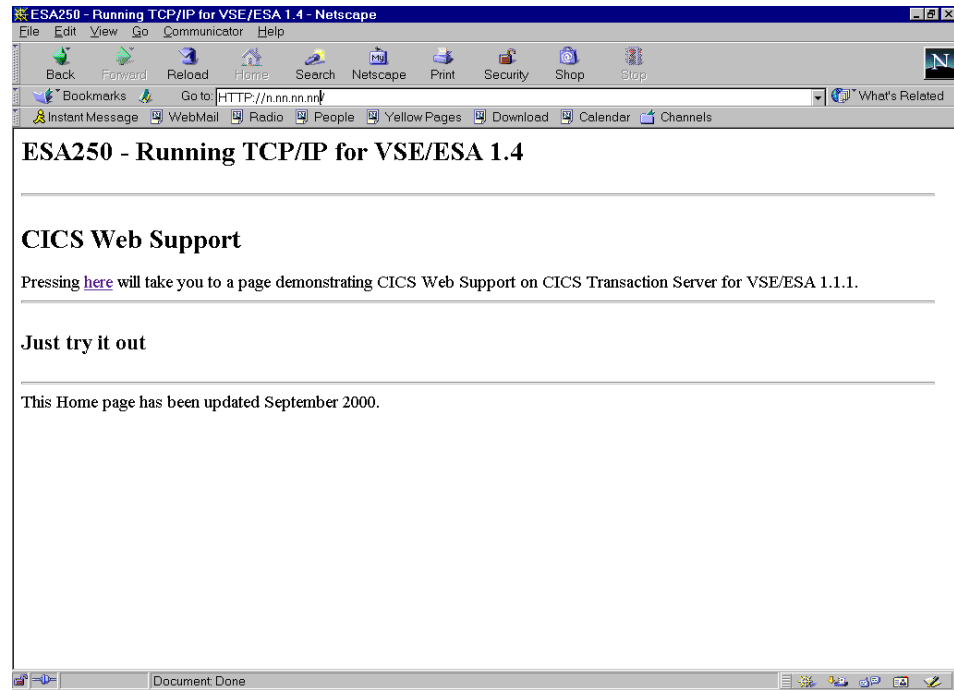 ESA250 - Running TCP/IP for VSE/ESA 1.4 - Netscape
File Edit View Go Communicator Help
Back Forward Reload Home Search Netscape Print Security Shop Stop
My
N
Bookmarks Go to: HTTP://n.nn.nn.nn/ What's Related
Instant Message WebMail Radio People Yellow Pages Download Calendar Channels
ESA250 - Running TCP/IP for VSE/ESA 1.4
CICS Web Support
Pressing here will take you to a page demonstrating CICS Web Support on CICS Transaction Server for VSE/ESA 1.1.1.
Just try it out
This Home page has been updated September 2000.
Document: Done